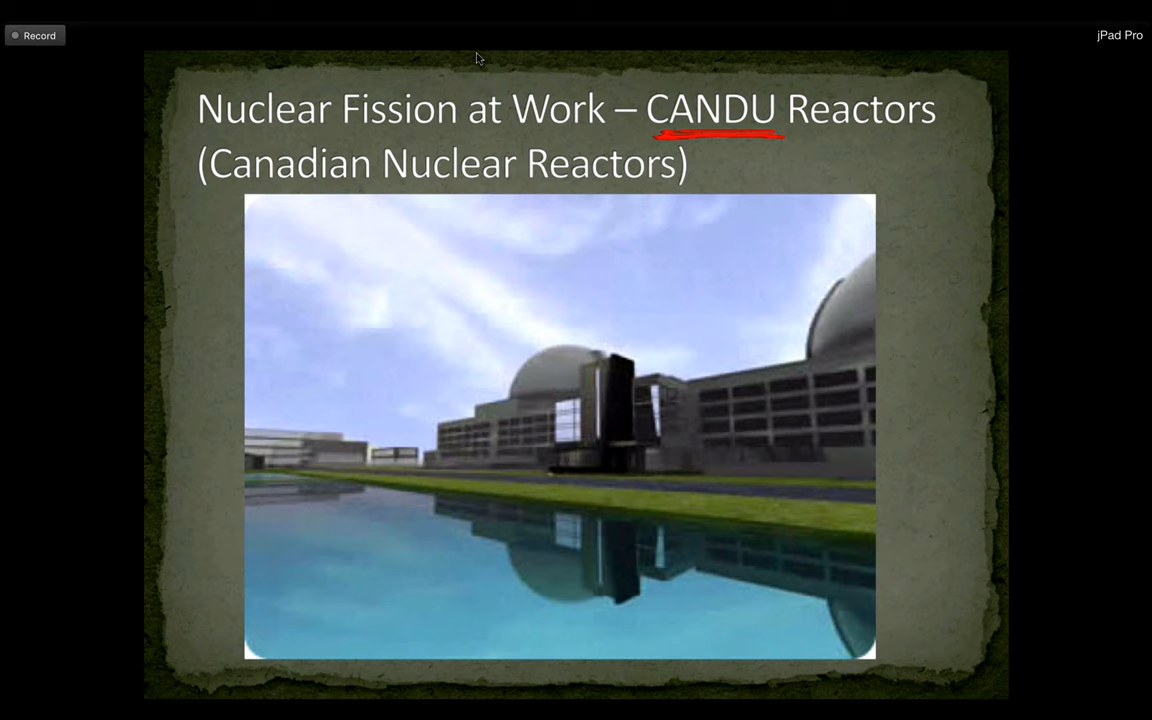 Record
jPad Pro
Nuclear Fission at Work – CANDU Reactors
(Canadian Nuclear Reactors)